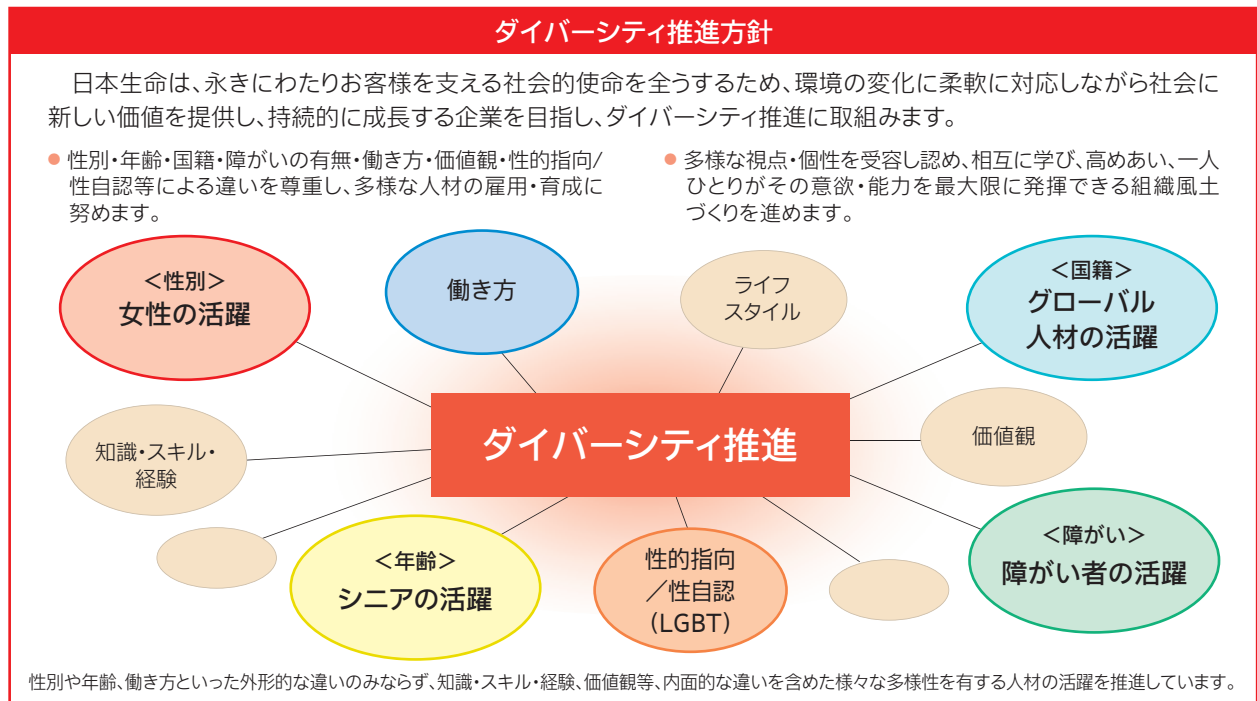 ダイバーシティ推進方針
日本生命は、永きにわたりお客様を支える社会的使命を全うするため、環境の変化に柔軟に対応しながら社会に
新しい価値を提供し、持続的に成長する企業を目指し、ダイバーシティ推進に取組みます。
● 性別・年齢・国籍・障がいの有無・働き方・価値観・性的指向/
性自認等による違いを尊重し、多様な人材の雇用・育成に
努めます。
● 多様な視点・個性を受容し認め、相互に学び、高めあい、一人
ひとりがその意欲・能力を最大限に発揮できる組織風土
づくりを進めます。
＜性別＞
女性の活躍
働き方
ライフ
スタイル
＜国籍＞
グローバル
人材の活躍
知識・スキル・
経験
ダイバーシティ推進
価値観
＜年齢＞
シニアの活躍
性的指向
／性自認
(LGBT)
＜障がい＞
障がい者の活躍
性別や年齢、働き方といった外形的な違いのみならず、知識・スキル・経験、価値観等、内面的な違いを含めた様々な多様性を有する人材の活躍を推進しています。